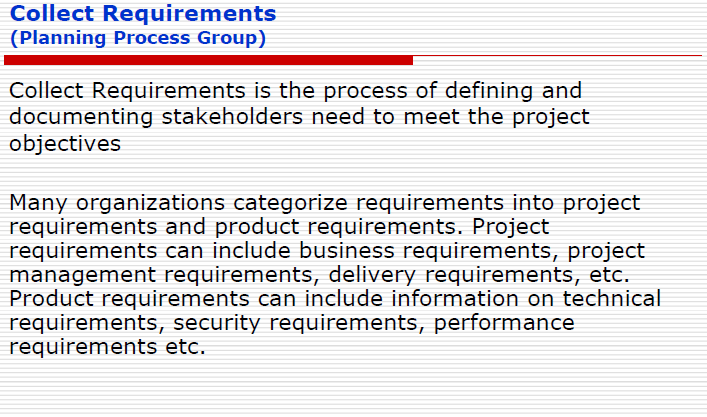 Collect Requirements
(Planning Process Group)
Collect Requirements is the process of defining and
documenting stakeholders need to meet the project
objectives
Many organizations categorize requirements into project
requirements and product requirements. Project
requirements can include business requirements, project
management requirements, delivery requirements, etc.
Product requirements can include information on technical
requirements, security requirements, performance
requirements etc.